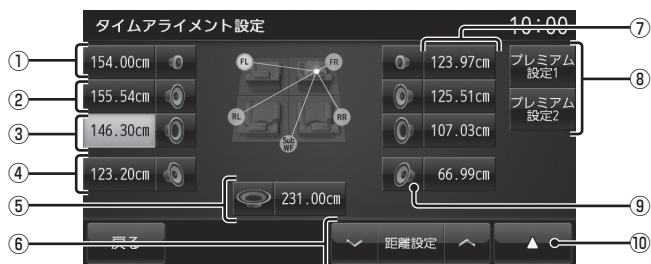 タイムアライメント設定 10:00
⑦
① 154.00cm 123.97cm プレミアム設定1 ⑧
② 155.54cm 125.51cm プレミアム設定2
③ 146.30cm 107.03cm
④ 123.20cm 66.99cm ⑨
FL FR
RL RR
Sub WF
⑤ 231.00cm
⑥ 戻る 距離設定 ⑩